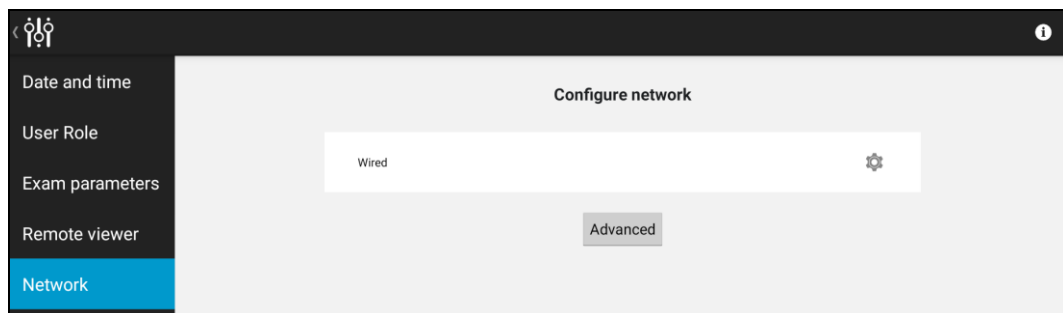 Date and time
User Role
Exam parameters
Remote viewer
Network
Configure network
Wired
Advanced